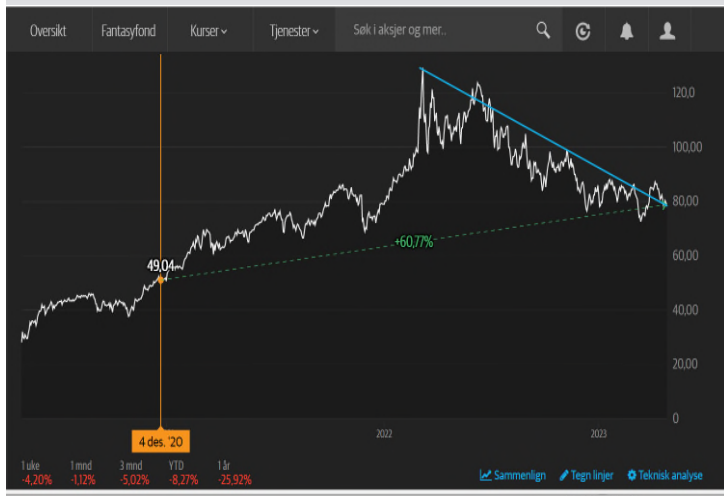 Oversikt Fantasyfond Kurser Tjenester Søk i aksjer og mer..
120,0
100,00
80,00
+60,77%
49,04
60,00
40,00
20,00
0
2022 2023
4 des. '20
1 uke 1 mnd 3 mnd YTD 1 år
-4,20% -1,12% -5,02% -8,27% -25,92%
Sammenlign Tegn linjer Teknisk analyse